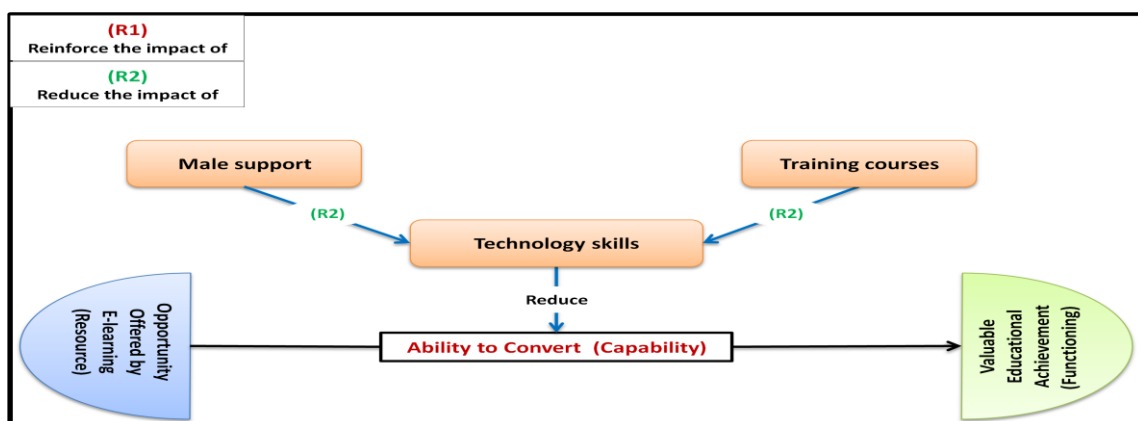 (R1)
Reinforce the impact of
(R2)
Reduce the impact of
Male support
Training courses
(R2)
(R2)
Technology skills
Reduce
Opportunity
Offered by
E-learning
(Resource)
Ability to Convert (Capability)
Valuable
Educational
Achievement
(Functioning)